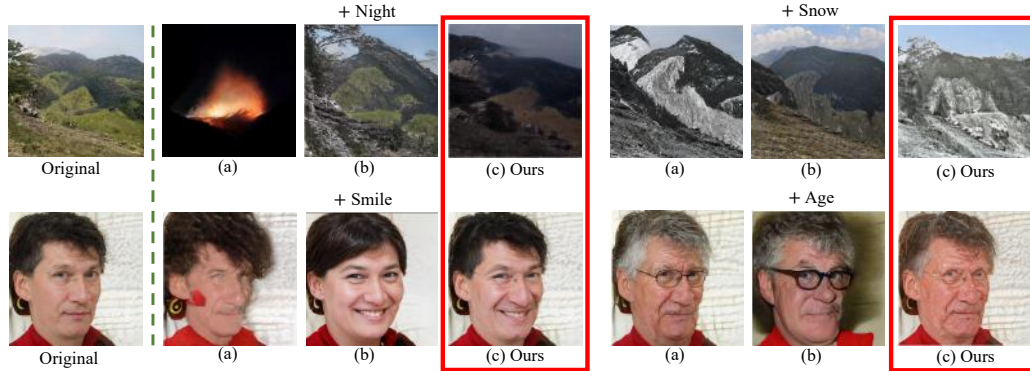 + Night
+ Snow
Original
(a)
(b)
(c) Ours
(a)
(b)
(c) Ours
+ Smile
+ Age
Original
(a)
(b)
(c) Ours
(a)
(b)
(c) Ours